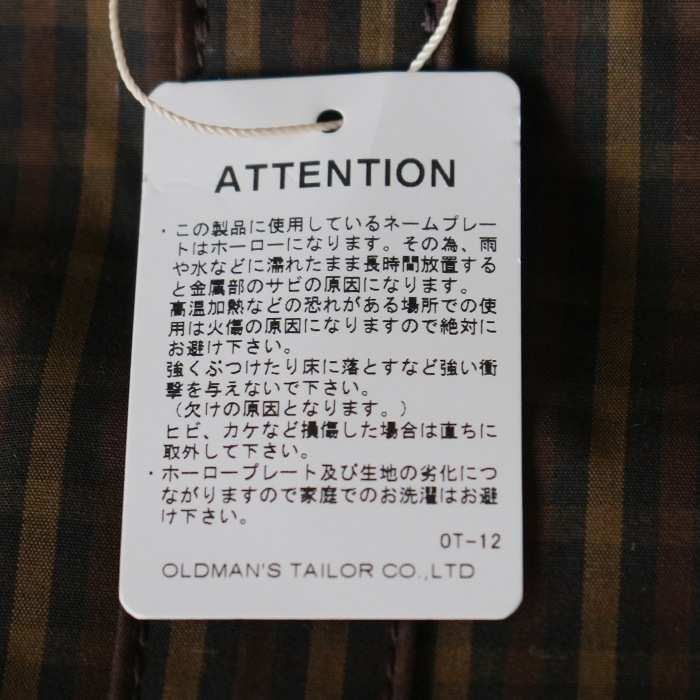 ATTENTION
・この製品に使用しているネームプレー
トはホーローになります。その為、雨
や水などに濡れたまま長時間放置する
と金属部のサビの原因になります。
高温加熱などの恐れがある場所での使
用は火傷の原因になりますので絶対に
お避け下さい。
強くぶつけたり床に落とすなど強い衝
撃を与えないで下さい。
（欠けの原因となります。）
ヒビ、カケなど損傷した場合は直ちに
取外して下さい。
・ホーロープレート及び生地の劣化につ
ながりますので家庭でのお洗濯はお避
け下さい。
OT-12
OLDMAN'S TAILOR CO.,LTD